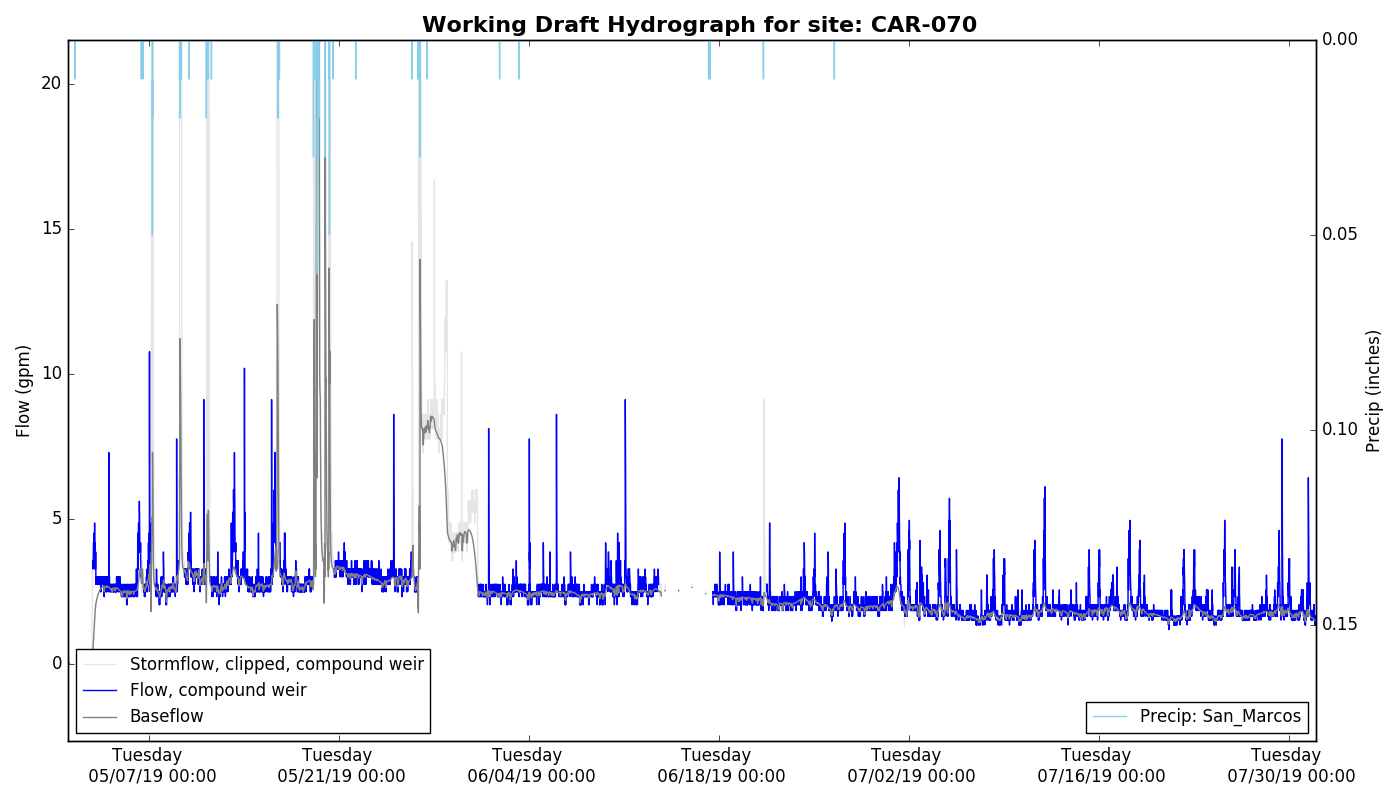 Working Draft Hydrograph for site: CAR-070
Flow (gpm)
20
15
10
5
0
0.00
0.05
0.10
0.15
Precip (inches)
Stormflow, clipped, compound weir
Flow, compound weir
Baseflow
Precip: San_Marcos
Tuesday
05/07/19 00:00
Tuesday
05/21/19 00:00
Tuesday
06/04/19 00:00
Tuesday
06/18/19 00:00
Tuesday
07/02/19 00:00
Tuesday
07/16/19 00:00
Tuesday
07/30/19 00:00